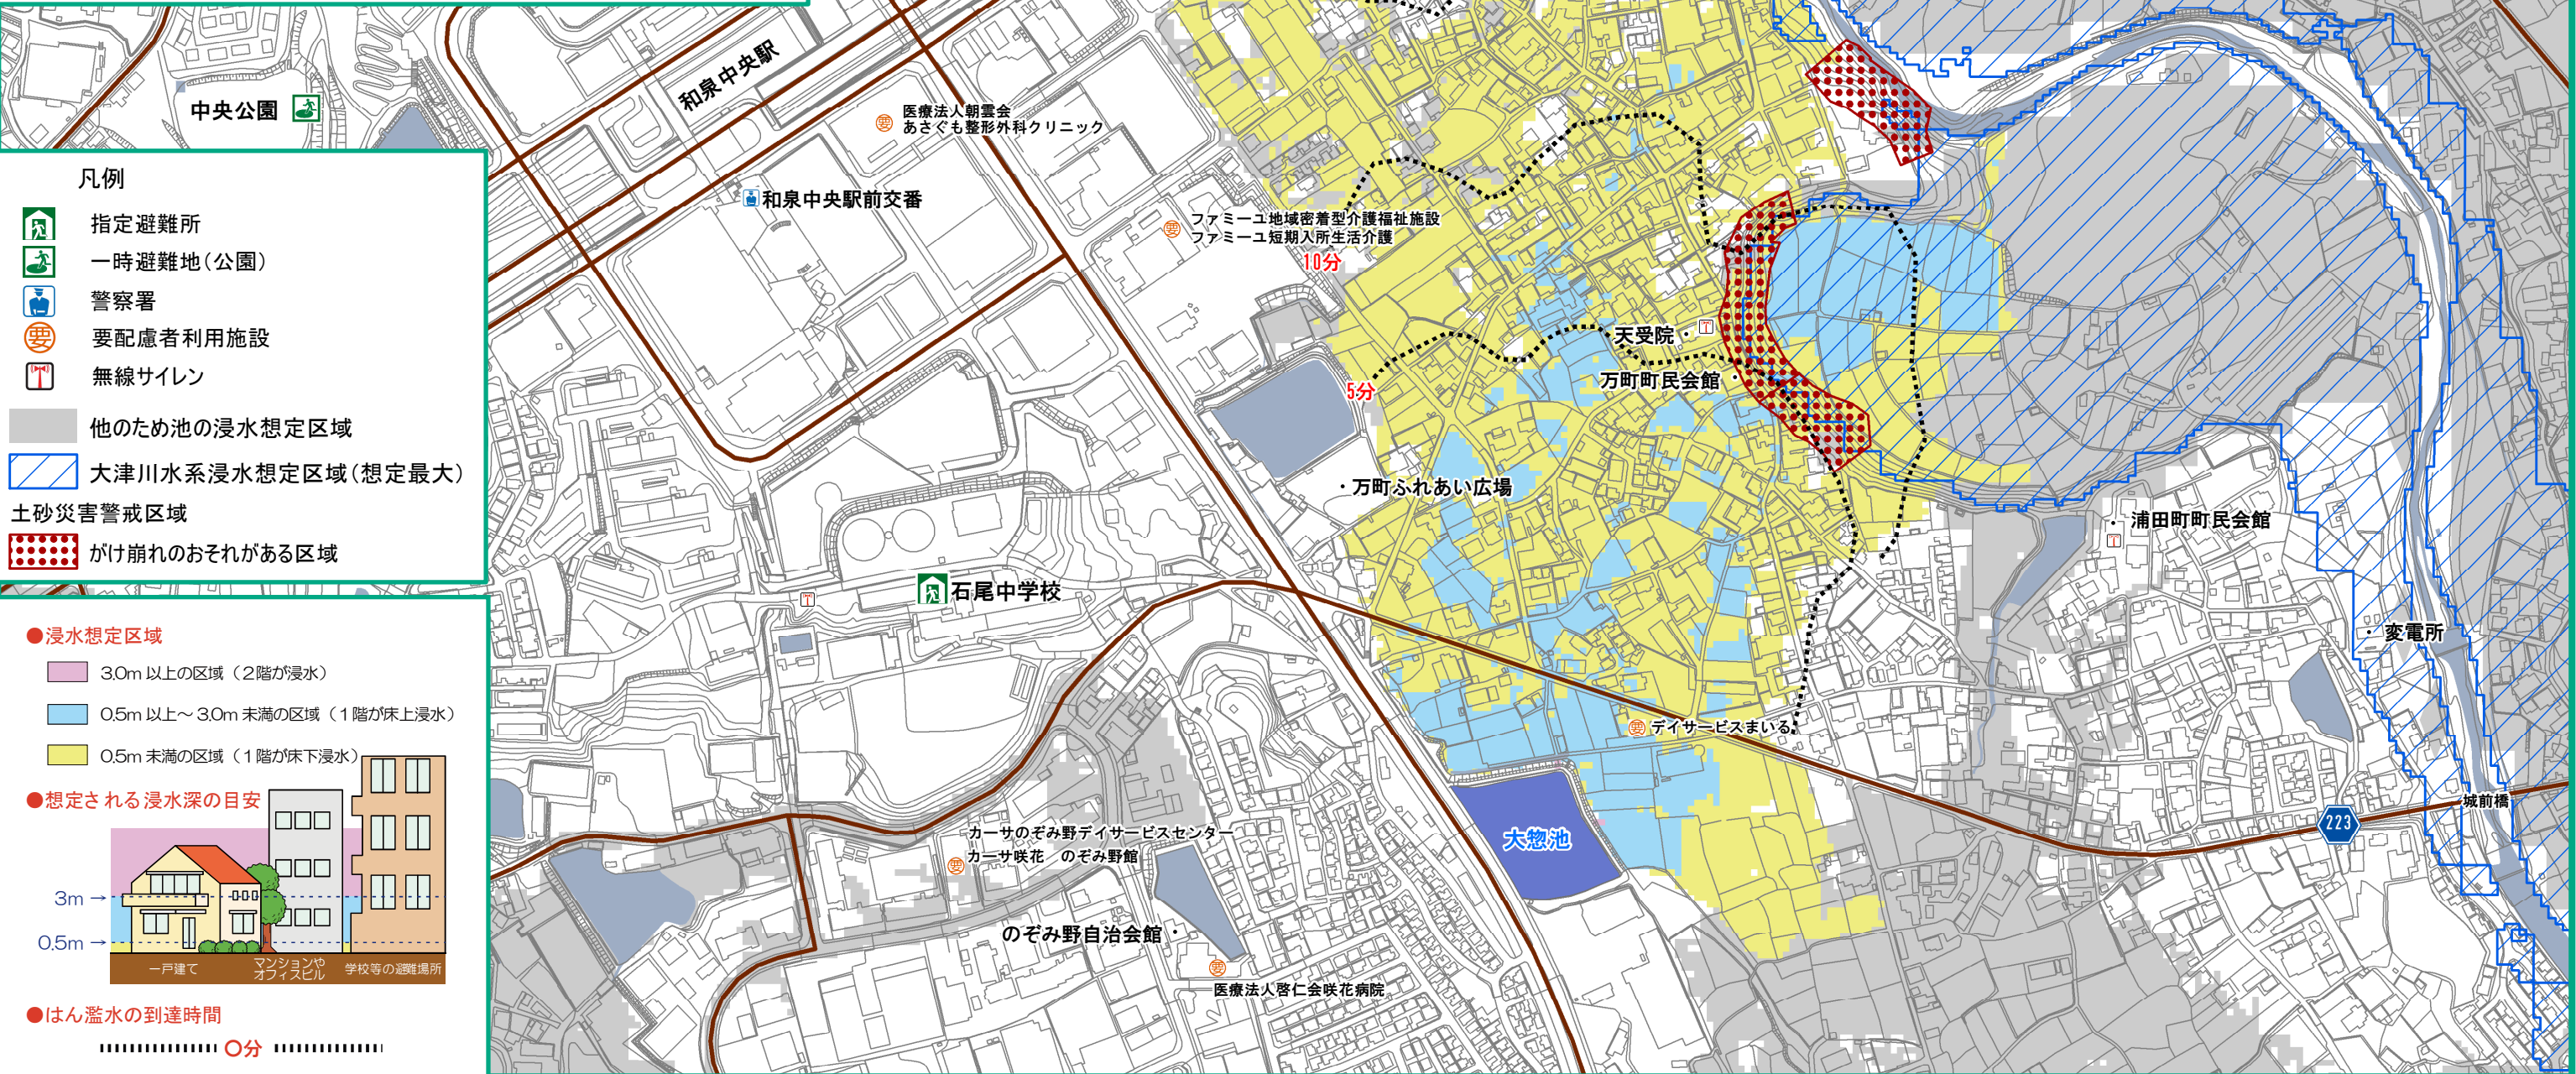 中央公園
和泉中央駅
医療法人朝雲会
あさぐも整形外科クリニック
和泉中央駅前交番
ファミーユ地域密着型介護福祉施設
ファミーユ短期入所生活介護
10分
5分
天受院
万町町民会館
万町ふれあい広場
石尾中学校
浦田町町民会館
変電所
デイサービスまいる
城前橋
223
大惣池
カーサのぞみ野デイサービスセンター
カーサ咲花 のぞみ野館
のぞみ野自治会館
医療法人啓仁会咲花病院
凡例
指定避難所
一時避難地(公園)
警察署
要 要配慮者利用施設
無線サイレン
他のため池の浸水想定区域
大津川水系浸水想定区域(想定最大)
土砂災害警戒区域
がけ崩れのおそれがある区域
●浸水想定区域
3.0m 以上の区域(2階が浸水)
0.5m 以上～3.0m 未満の区域(1階が床上浸水)
0.5m 未満の区域(1階が床下浸水)
●想定される浸水深の目安
3m→
0.5m→
一戸建て
マンションや
オフィスビル
学校等の避難場所
●はん濫水の到達時間
〇分